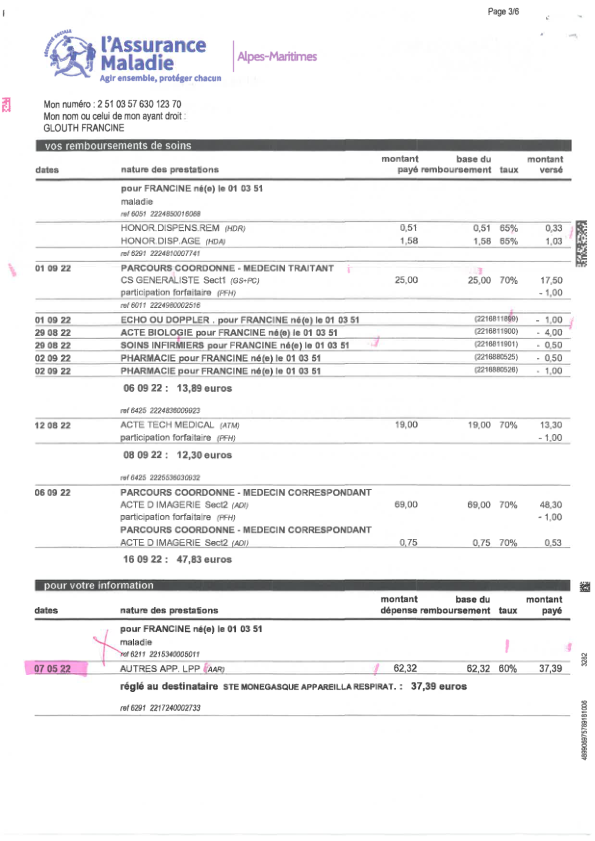 Page 3/6
SÉCURITÉ SOCIALE
l'Assurance
Maladie
Agir ensemble, protéger chacun
Alpes-Maritimes
Mon numéro : 2 51 03 57 630 123 70
Mon nom ou celui de mon ayant droit :
GLOUTH FRANCINE
vos remboursements de soins
dates nature des prestations montant payé base du remboursement taux montant versé
pour FRANCINE né(e) le 01 03 51
maladie
ref 6051 2224850016088
HONOR.DISPENS.REM (HDR) 0,51 0,51 65% 0,33
HONOR.DISP.AGE (HDA) 1,58 1,58 65% 1,03
ref 6291 2224810007741
01 09 22 PARCOURS COORDONNE - MEDECIN TRAITANT
CS GENERALISTE Sect1 (GS+PC) 25,00 25,00 70% 17,50
participation forfaitaire (PFH) - 1,00
ref 6011 2224980002516
01 09 22 ECHO OU DOPPLER . pour FRANCINE né(e) le 01 03 51 (2216811899) - 1,00
29 08 22 ACTE BIOLOGIE pour FRANCINE né(e) le 01 03 51 (2216811900) - 4,00
29 08 22 SOINS INFIRMIERS pour FRANCINE né(e) le 01 03 51 (2216811901) - 0,50
02 09 22 PHARMACIE pour FRANCINE né(e) le 01 03 51 (2216880525) - 0,50
02 09 22 PHARMACIE pour FRANCINE né(e) le 01 03 51 (2216880526) - 1,00
06 09 22 : 13,89 euros
ref 6425 2224836009923
12 08 22 ACTE TECH MEDICAL (ATM) 19,00 19,00 70% 13,30
participation forfaitaire (PFH) - 1,00
08 09 22 : 12,30 euros
ref 6425 2225536030932
06 09 22 PARCOURS COORDONNE - MEDECIN CORRESPONDANT
ACTE D IMAGERIE Sect2 (ADI) 69,00 69,00 70% 48,30
participation forfaitaire (PFH) - 1,00
PARCOURS COORDONNE - MEDECIN CORRESPONDANT
ACTE D IMAGERIE Sect2 (ADI) 0,75 0,75 70% 0,53
16 09 22 : 47,83 euros
pour votre information
dates nature des prestations montant dépense base du remboursement taux montant payé
pour FRANCINE né(e) le 01 03 51
maladie
ref 6211 2215340005011
07 05 22 AUTRES APP. LPP (AAR) 62,32 62,32 60% 37,39
réglé au destinataire STE MONEGASQUE APPAREILLA RESPIRAT. : 37,39 euros
ref 6291 2217240002733
3262